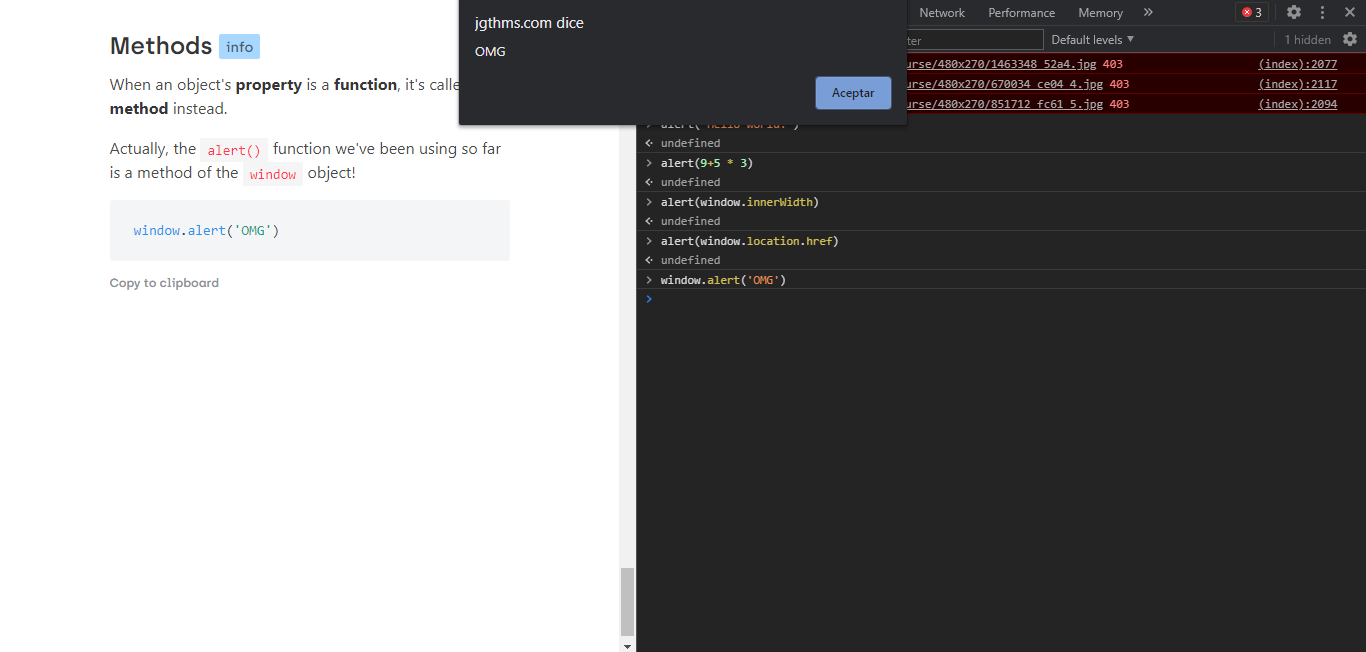 Methods info
When an object's property is a function, it's
method instead.
Actually, the alert() function we've been using so far
is a method of the window object!
window.alert('OMG')
Copy to clipboard
jgthms.com dice
OMG
Aceptar
Network Performance Memory » 3
Default levels ▼ 1 hidden
urse/480x270/1463348_52a4.jpg 403 (index):2077
urse/480x270/670034_ce04_4.jpg 403 (index):2117
urse/480x270/851712_fc61_5.jpg 403 (index):2094
undefined
> alert(9+5 * 3)
undefined
> alert(window.innerWidth)
undefined
> alert(window.location.href)
undefined
> window.alert('OMG')
>